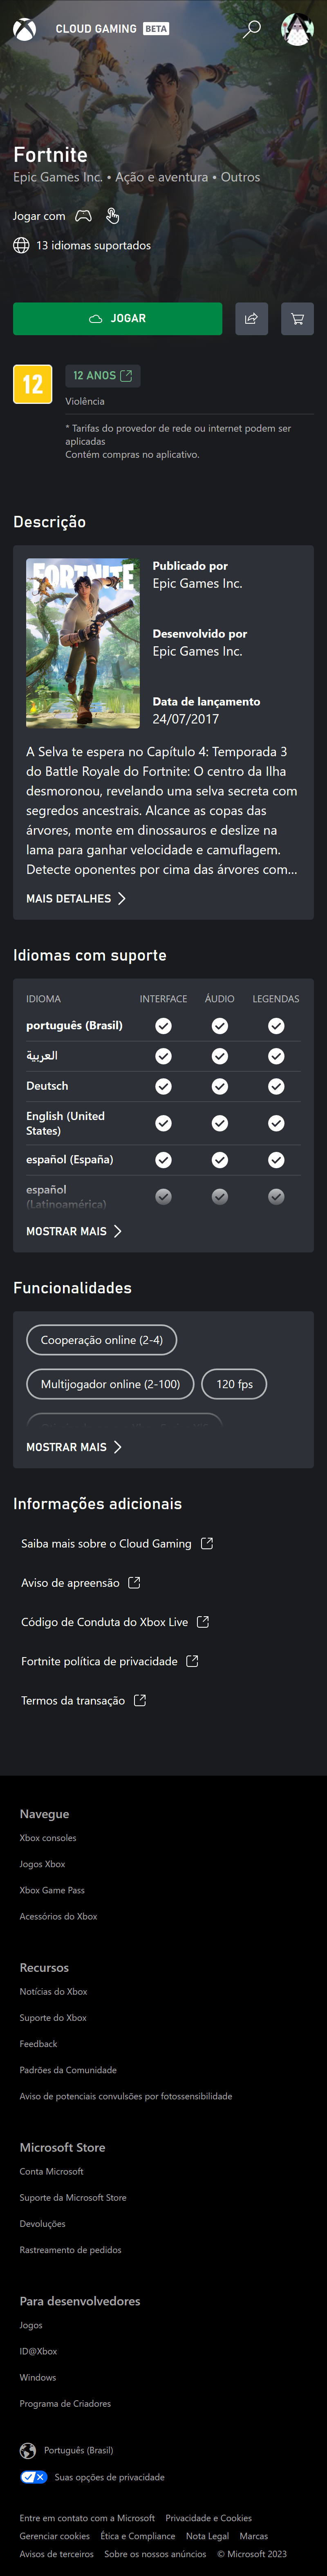 CLOUD GAMING BETA
Fortnite
Epic Games Inc. • Ação e aventura • Outros
Jogar com
13 idiomas suportados
JOGAR
12
12 ANOS
Violência
* Tarifas do provedor de rede ou internet podem ser
aplicadas
Contém compras no aplicativo.
Descrição
FORTNITE
Publicado por
Epic Games Inc.
Desenvolvido por
Epic Games Inc.
Data de lançamento
24/07/2017
A Selva te espera no Capítulo 4: Temporada 3
do Battle Royale do Fortnite: O centro da Ilha
desmoronou, revelando uma selva secreta com
segredos ancestrais. Alcance as copas das
árvores, monte em dinossauros e deslize na
lama para ganhar velocidade e camuflagem.
Detecte oponentes por cima das árvores com...
MAIS DETALHES
Idiomas com suporte
IDIOMA INTERFACE ÁUDIO LEGENDAS
português (Brasil)
العربية
Deutsch
English (United
States)
español (España)
español
(Latinoamérica)
MOSTRAR MAIS
Funcionalidades
Cooperação online (2-4)
Multijogador online (2-100) 120 fps
MOSTRAR MAIS
Informações adicionais
Saiba mais sobre o Cloud Gaming
Aviso de apreensão
Código de Conduta do Xbox Live
Fortnite política de privacidade
Termos da transação
Navegue
Xbox consoles
Jogos Xbox
Xbox Game Pass
Acessórios do Xbox
Recursos
Notícias do Xbox
Suporte do Xbox
Feedback
Padrões da Comunidade
Aviso de potenciais convulsões por fotossensibilidade
Microsoft Store
Conta Microsoft
Suporte da Microsoft Store
Devoluções
Rastreamento de pedidos
Para desenvolvedores
Jogos
ID@Xbox
Windows
Programa de Criadores
Português (Brasil)
Suas opções de privacidade
Entre em contato com a Microsoft Privacidade e Cookies
Gerenciar cookies Ética e Compliance Nota Legal Marcas
Avisos de terceiros Sobre os nossos anúncios © Microsoft 2023